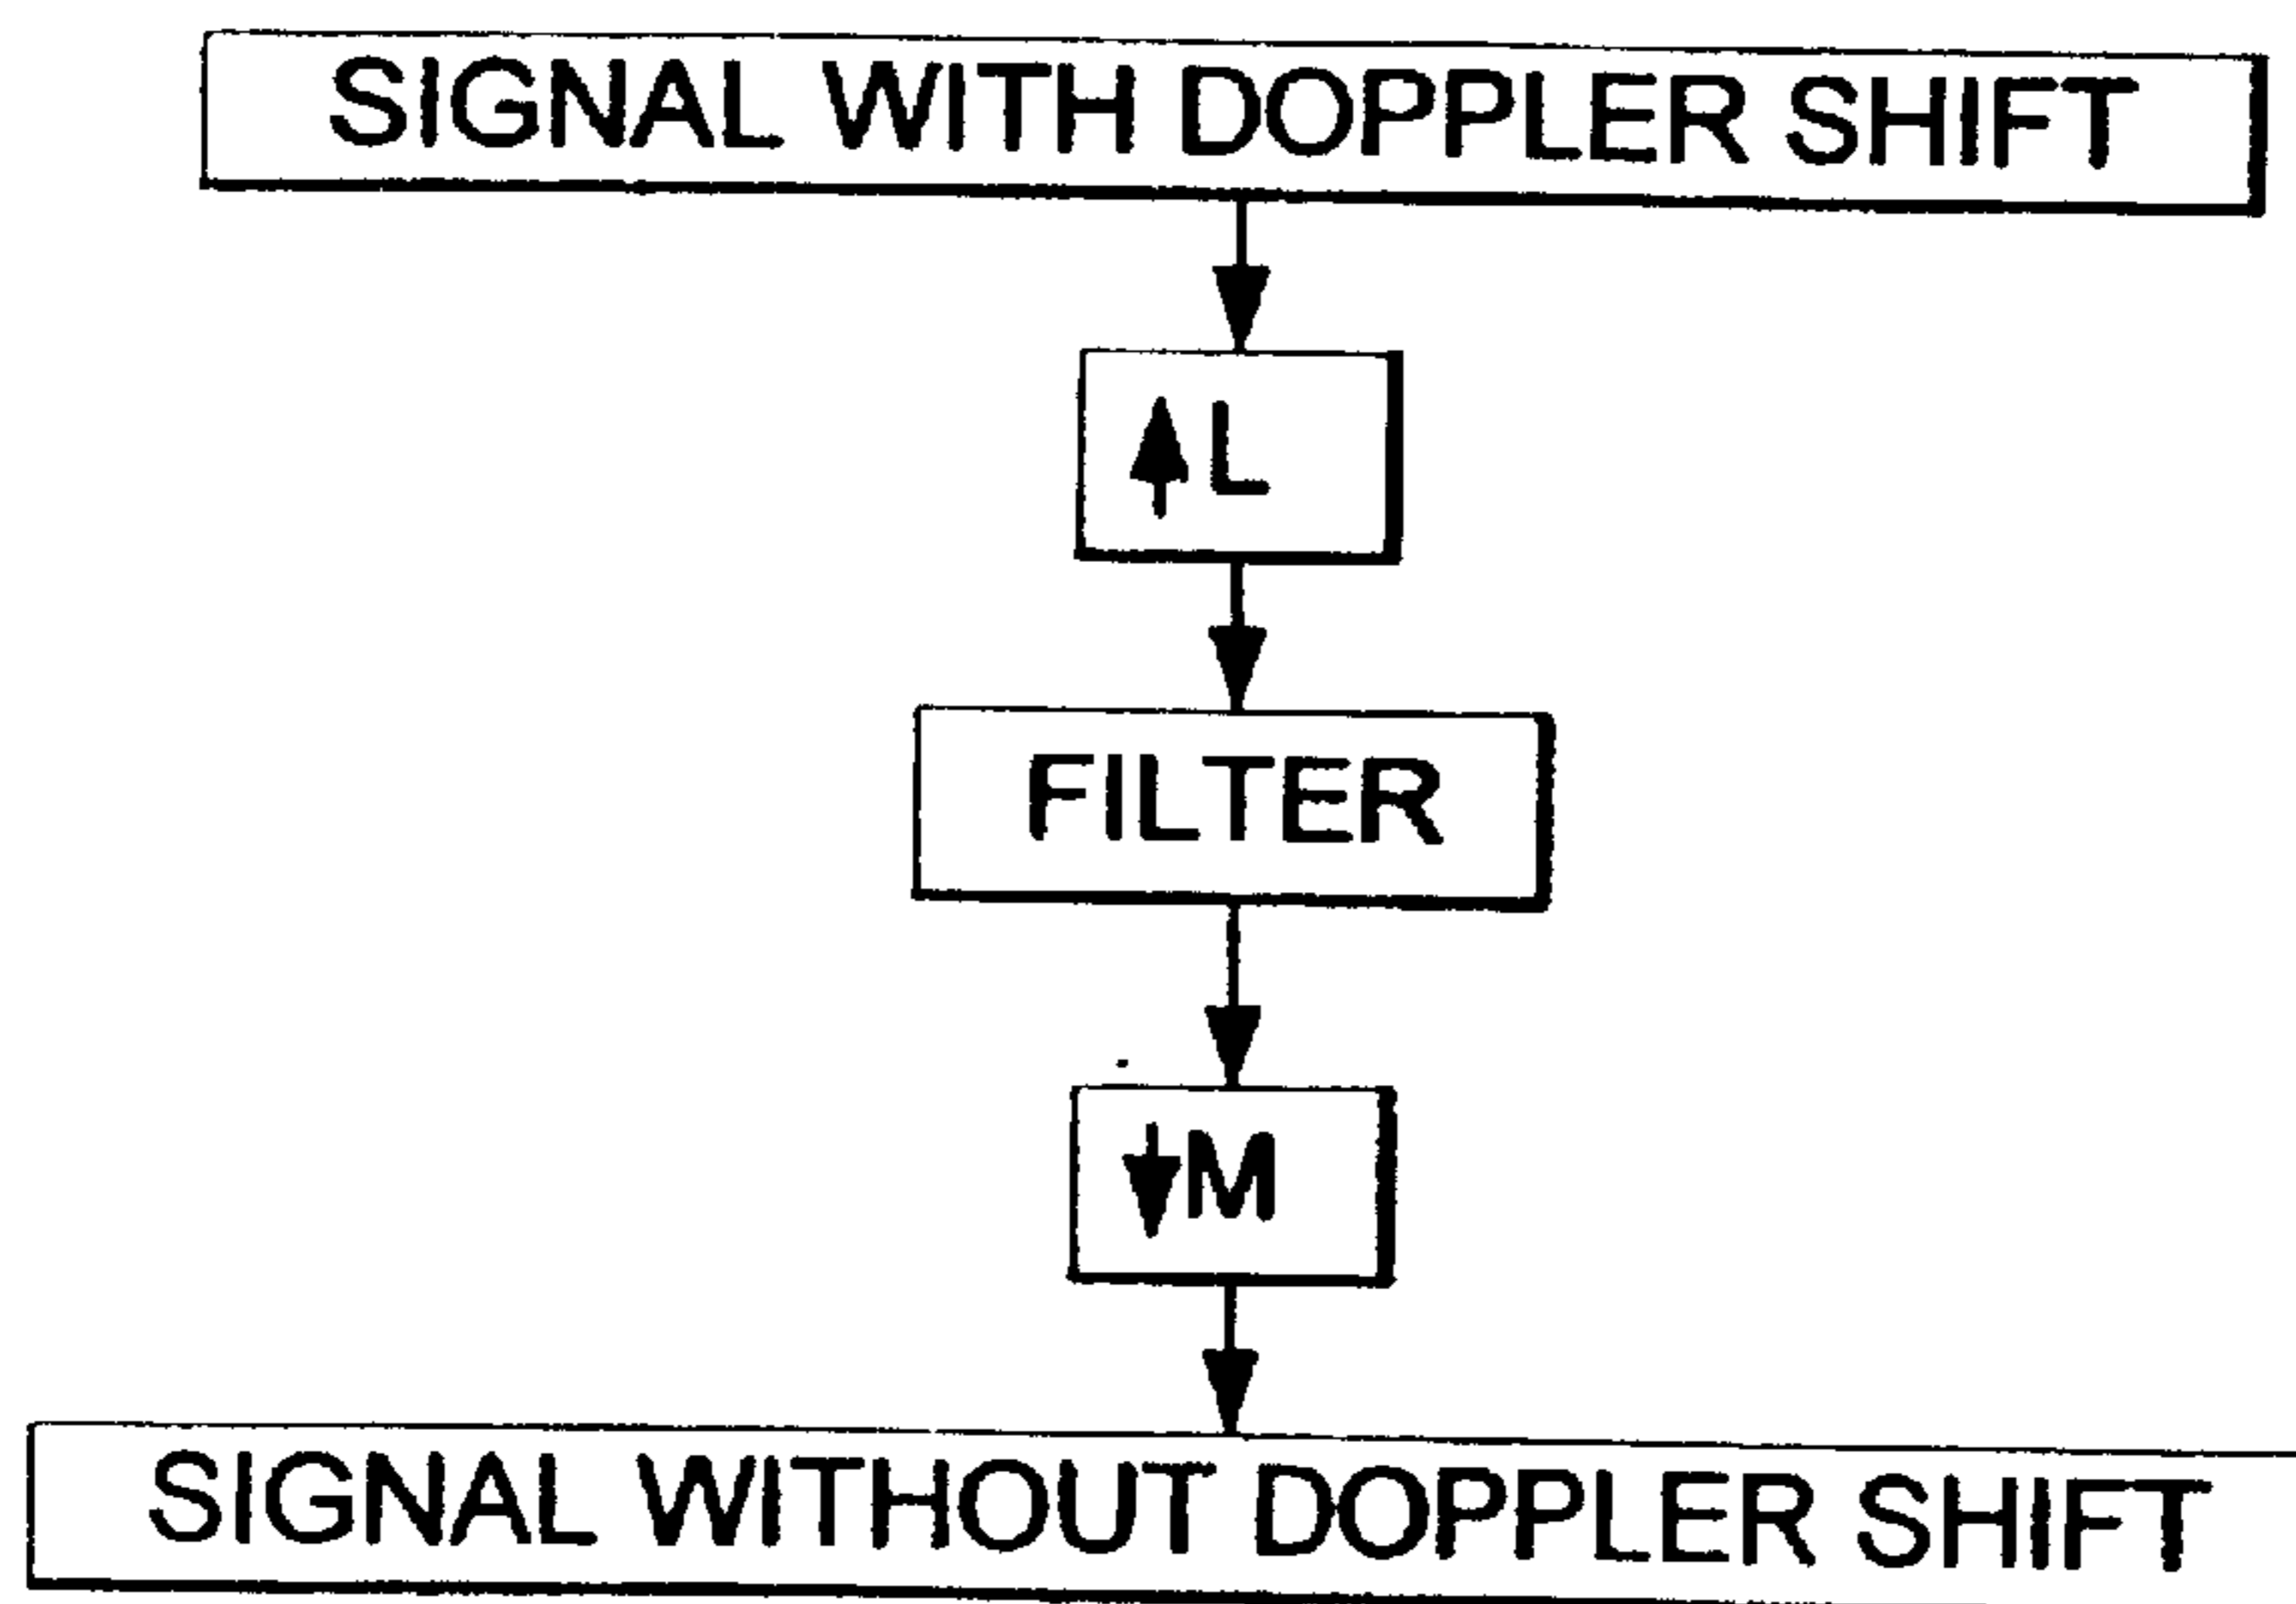 SIGNAL WITH DOPPLER SHIFT
↑L
FILTER
↓M
SIGNAL WITHOUT DOPPLER SHIFT